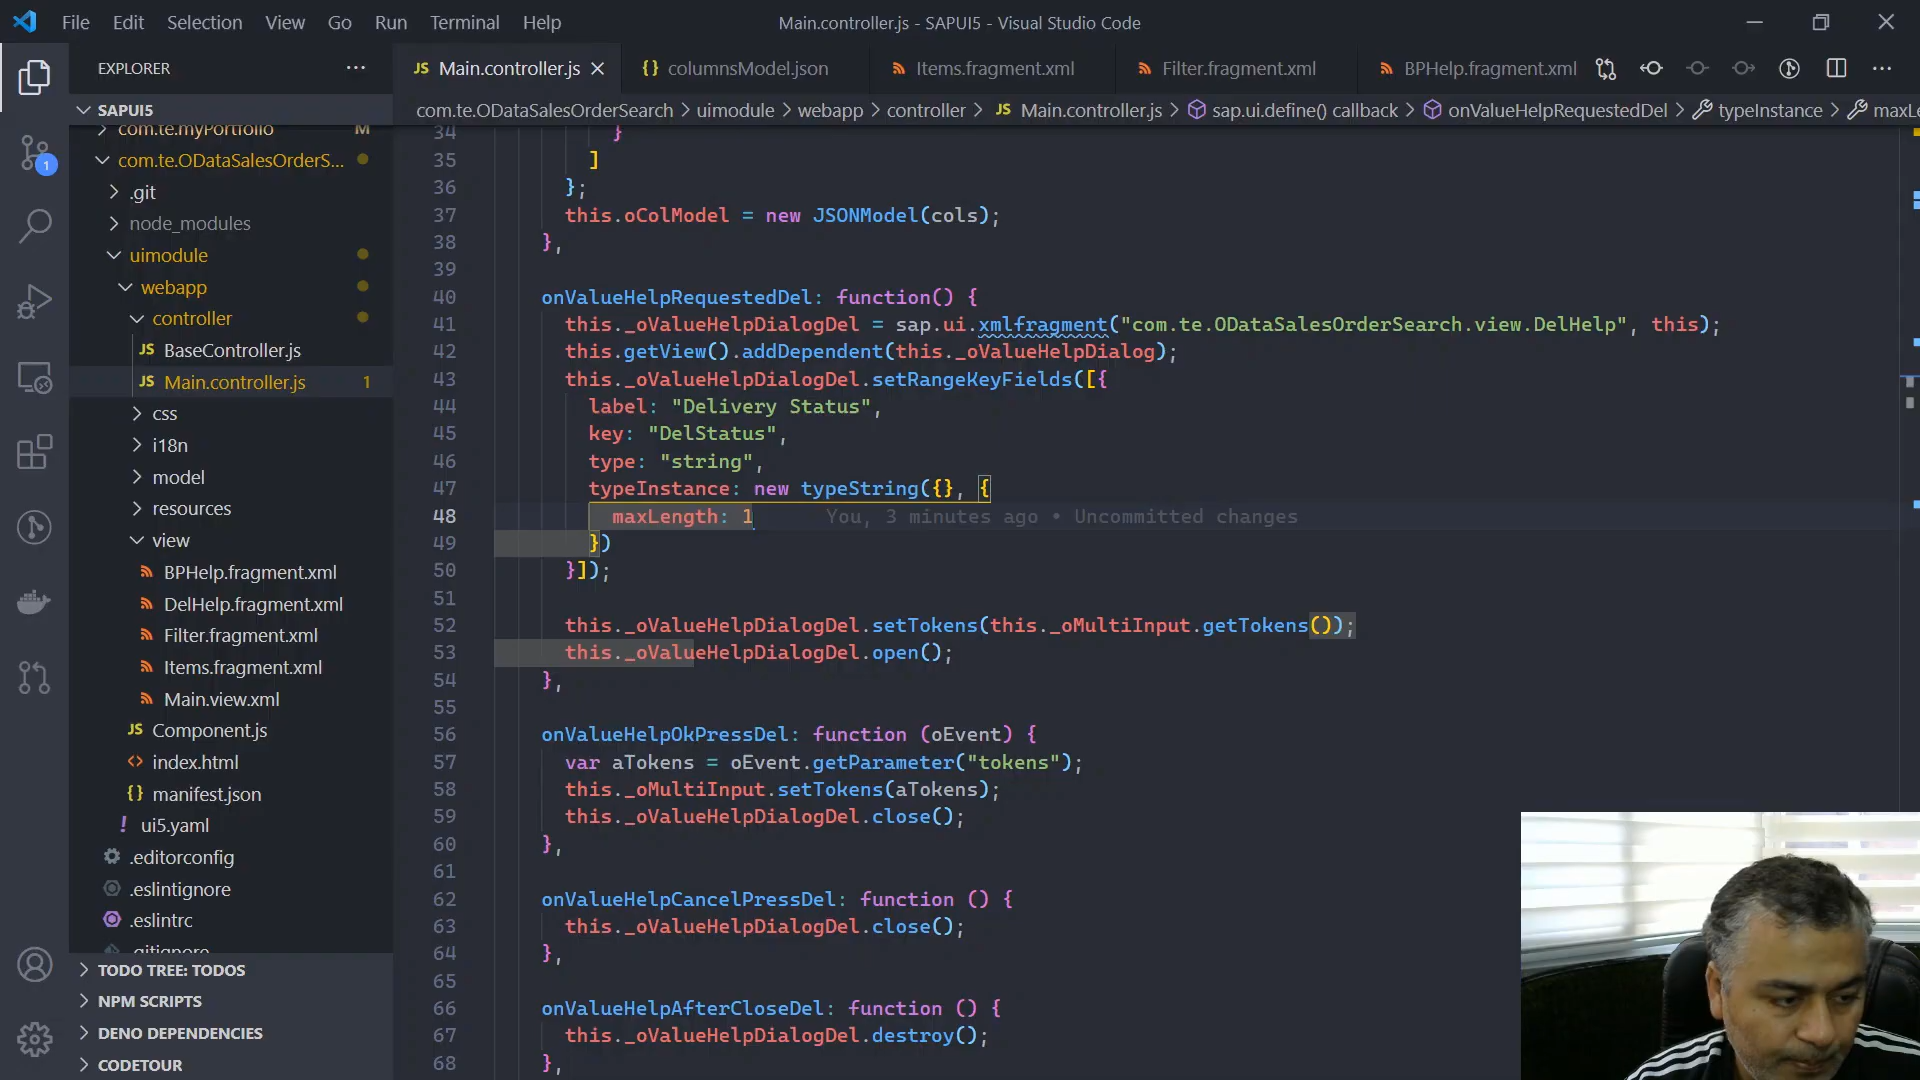 File Edit Selection View Go Run Terminal Help
Main.controller.js - SAPUI5 - Visual Studio Code
EXPLORER
JS Main.controller.js
{} columnsModel.json
Items.fragment.xml
Filter.fragment.xml
BPHelp.fragment.xml
com.te.ODataSalesOrderSearch > uimodule > webapp > controller > JS Main.controller.js > sap.ui.define() callback > onValueHelpRequestedDel > typeInstance > maxLe
SAPUI5
com.te.myPortfolio M
com.te.ODataSalesOrderS...
.git
node_modules
uimodule
webapp
controller
JS BaseController.js
JS Main.controller.js 1
css
i18n
model
resources
view
BPHelp.fragment.xml
DelHelp.fragment.xml
Filter.fragment.xml
Items.fragment.xml
Main.view.xml
JS Component.js
<> index.html
{} manifest.json
! ui5.yaml
.editorconfig
.eslintignore
.eslintrc
.gitignore
TODO TREE: TODOS
NPM SCRIPTS
DENO DEPENDENCIES
CODETOUR
1
34 }
35 ]
36 };
37 this.oColModel = new JSONModel(cols);
38 },
39
40 onValueHelpRequestedDel: function() {
41 this._oValueHelpDialogDel = sap.ui.xmlfragment("com.te.ODataSalesOrderSearch.view.DelHelp", this);
42 this.getView().addDependent(this._oValueHelpDialog);
43 this._oValueHelpDialogDel.setRangeKeyFields([{
44 label: "Delivery Status",
45 key: "DelStatus",
46 type: "string",
47 typeInstance: new typeString({}, {
48 maxLength: 1 You, 3 minutes ago • Uncommitted changes
49 })
50 }]);
51
52 this._oValueHelpDialogDel.setTokens(this._oMultiInput.getTokens());
53 this._oValueHelpDialogDel.open();
54 },
55
56 onValueHelpOkPressDel: function (oEvent) {
57 var aTokens = oEvent.getParameter("tokens");
58 this._oMultiInput.setTokens(aTokens);
59 this._oValueHelpDialogDel.close();
60 },
61
62 onValueHelpCancelPressDel: function () {
63 this._oValueHelpDialogDel.close();
64 },
65
66 onValueHelpAfterCloseDel: function () {
67 this._oValueHelpDialogDel.destroy();
68 },